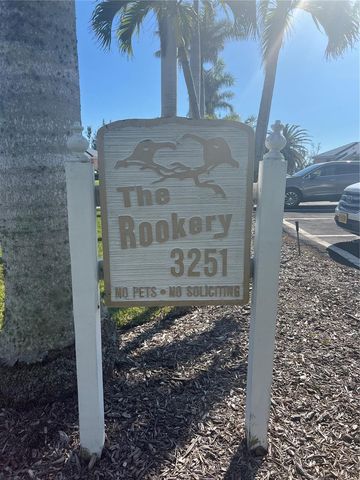 The
Rookery
3251
NO PETS • NO SOLICITING